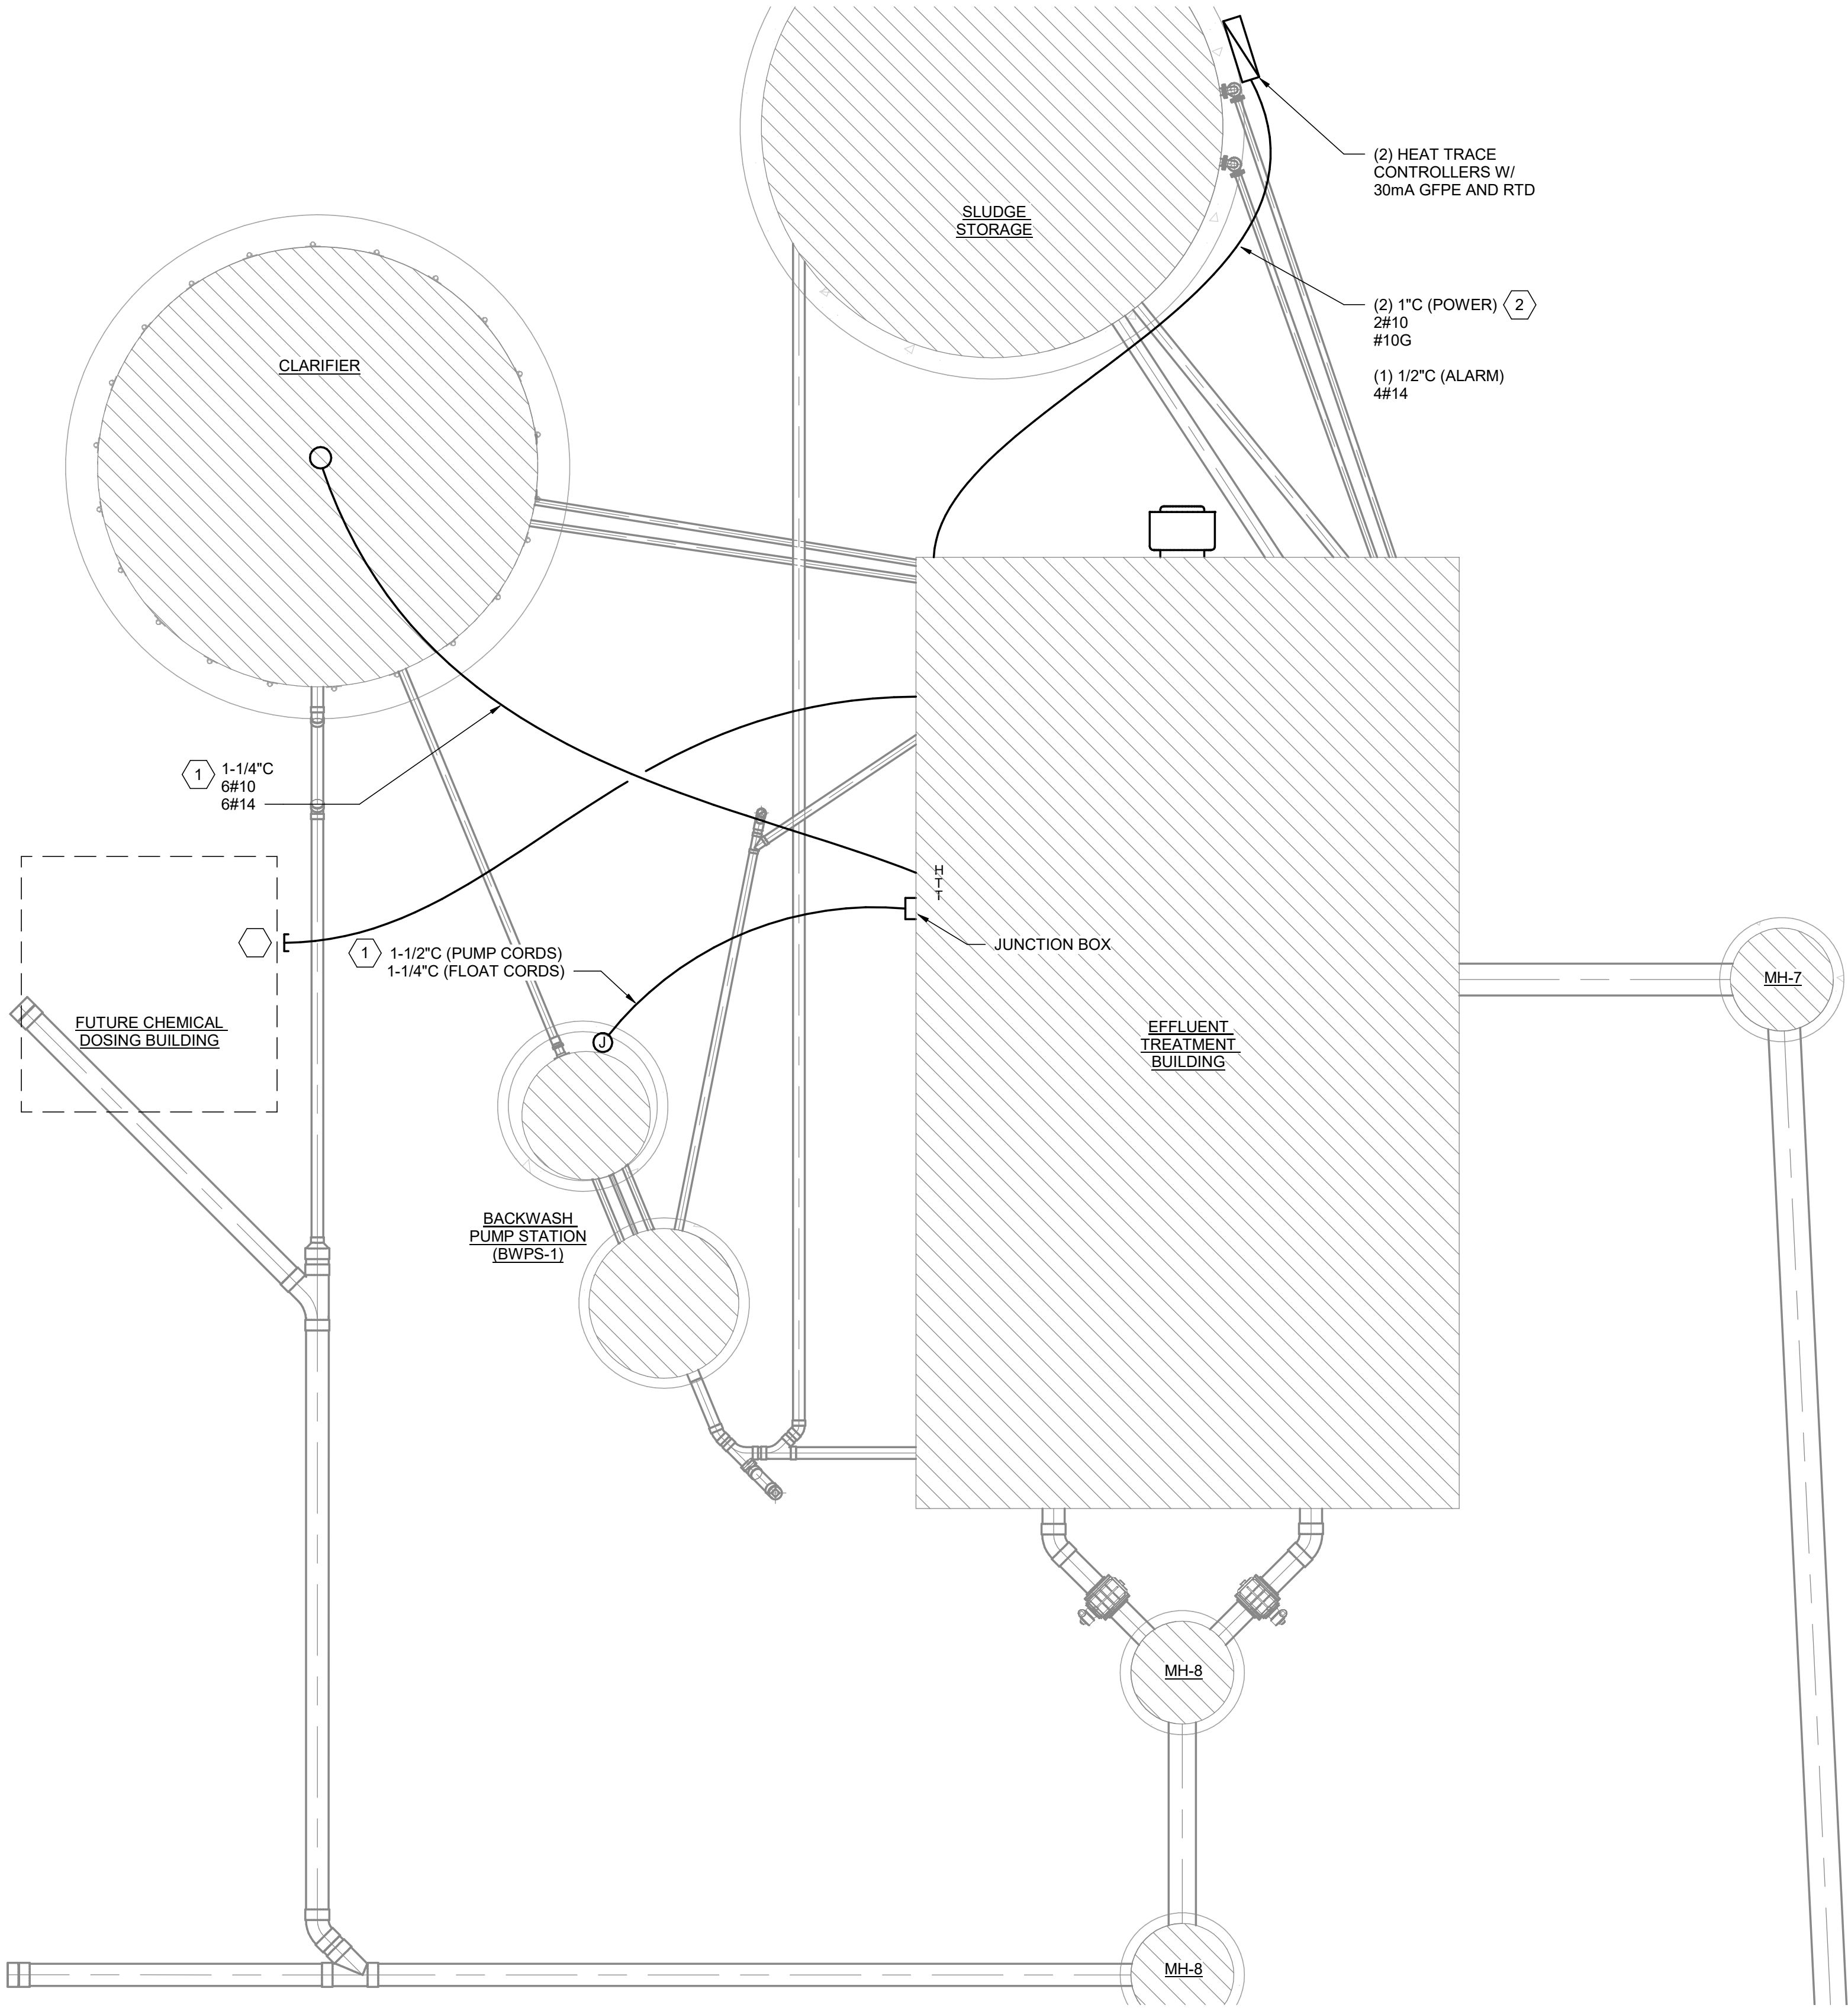 (2) HEAT TRACE
CONTROLLERS W/
30mA GFPE AND RTD
SLUDGE
STORAGE
(2) 1"C (POWER) 2
2#10
#10G
(1) 1/2"C (ALARM)
4#14
CLARIFIER
1 1-1/4"C
6#10
6#14
H
T
T
JUNCTION BOX
1 1-1/2"C (PUMP CORDS)
1-1/4"C (FLOAT CORDS)
MH-7
FUTURE CHEMICAL
DOSING BUILDING
J
EFFLUENT
TREATMENT
BUILDING
BACKWASH
PUMP STATION
(BWPS-1)
MH-8
MH-8